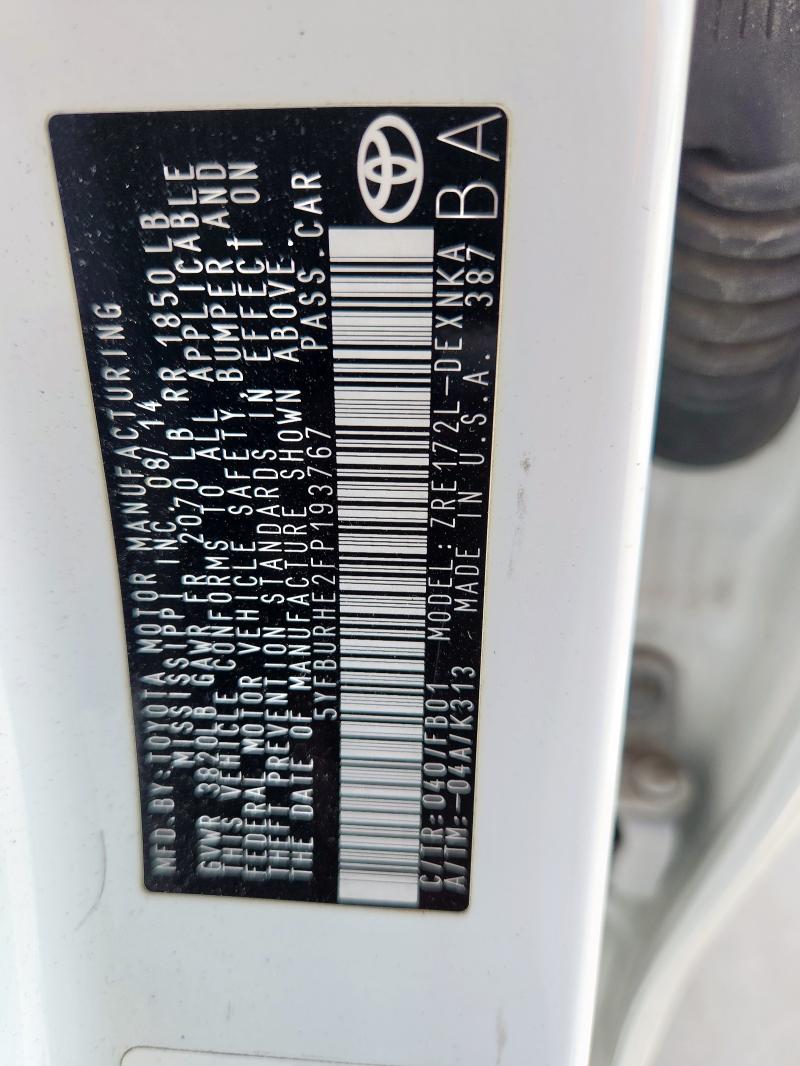 MFD.BY:TOYOTA MOTOR MANUFACTURING
MISSISSIPPI INC.08/14
GVWR 3820LB GAWR FR 2070 LB RR 1850LB
THIS VEHICLE CONFORMS TO ALL APPLICABLE
FEDERAL MOTOR VEHICLE SAFETY,BUMPER AND
THEFT PREVENTION STANDARDS IN EFFECT ON
THE DATE OF MANUFACTURE SHOWN ABOVE.
5YFBURHE2FP193767 PASS.CAR
C/TR:040/FB01 MODEL:ZRE172L-DEXNKA
A/TM:-04A/K313 MADE IN U.S.A. 387
BA